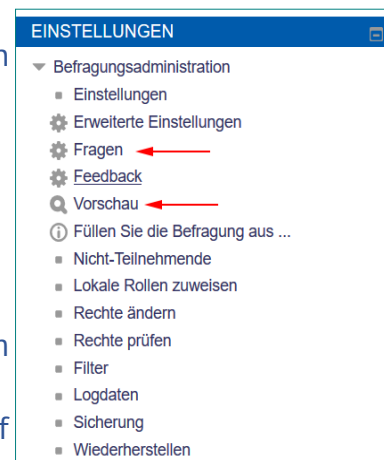 EINSTELLUNGEN
Befragungsadministration
Einstellungen
Erweiterte Einstellungen
Fragen
Feedback
Vorschau
Füllen Sie die Befragung aus ...
Nicht-Teilnehmende
Lokale Rollen zuweisen
Rechte ändern
Rechte prüfen
Filter
Logdaten
Sicherung
Wiederherstellen